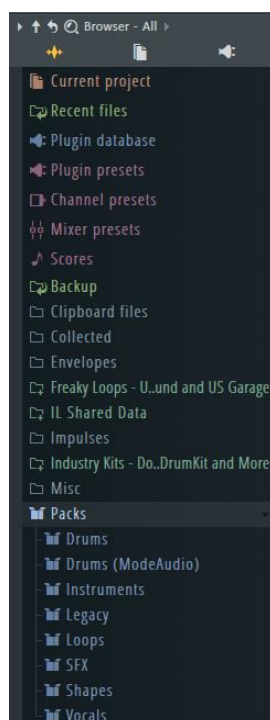 Browser - All
Current project
Recent files
Plugin database
Plugin presets
Channel presets
Mixer presets
Scores
Backup
Clipboard files
Collected
Envelopes
Freaky Loops - U..und and US Garage
IL Shared Data
Impulses
Industry Kits - Do..DrumKit and More
Misc
Packs
Drums
Drums (ModeAudio)
Instruments
Legacy
Loops
SFX
Shapes
Vocals